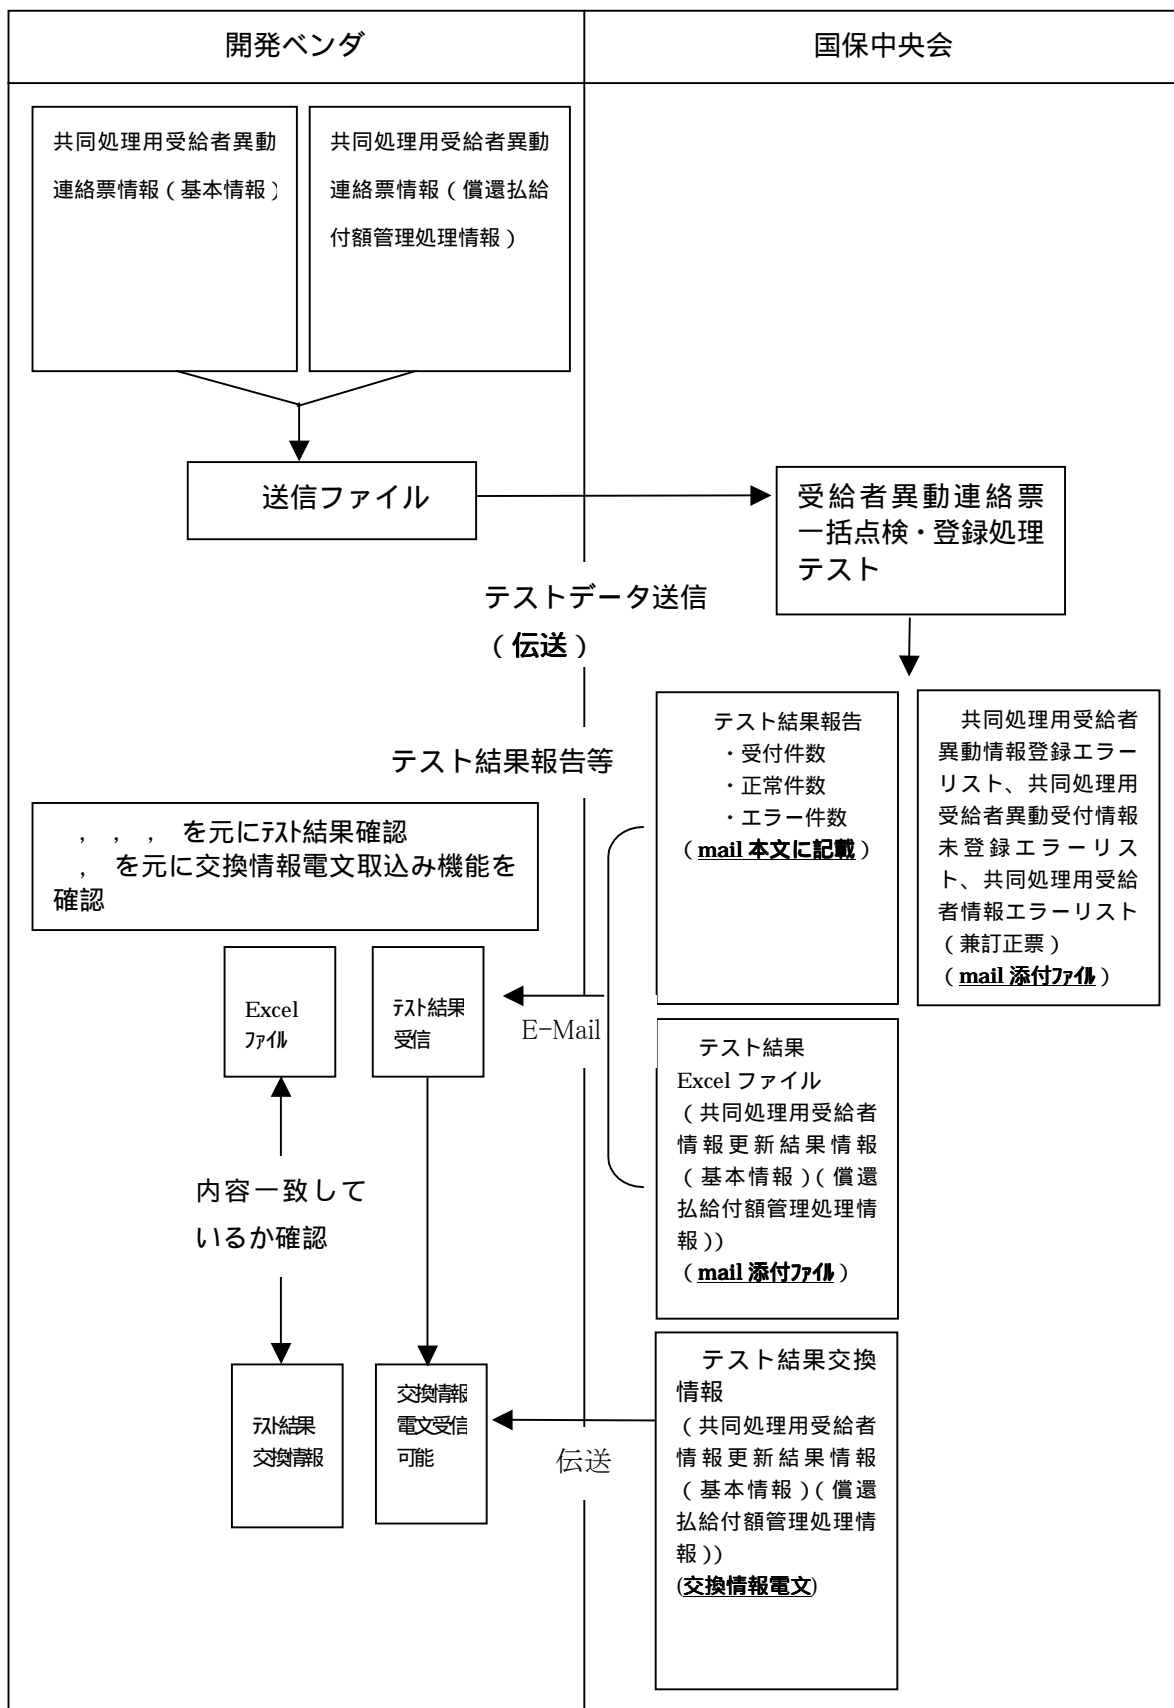 開発ベンダ
国保中央会
共同処理用受給者異動
連絡票情報（基本情報）
共同処理用受給者異動
連絡票情報（償還払給
付額管理処理情報）
送信ファイル
受給者異動連絡票
一括点検・登録処理
テスト
テストデータ送信
（伝送）
テスト結果報告等
テスト結果報告
・受付件数
・正常件数
・エラー件数
（mail 本文に記載）
共同処理用受給者
異動情報登録エラー
リスト、共同処理用
受給者異動受付情報
未登録エラーリス
ト、共同処理用受給
者情報エラーリスト
（兼訂正票）
（mail 添付ファイル）
, , , を元にテスト結果確認
, を元に交換情報電文取込み機能を
確認
Excel
ファイル
テスト結果
受信
E-Mail
テスト結果
Excel ファイル
（共同処理用受給者
情報更新結果情報
（基本情報）（償還
払給付額管理処理情
報））
（mail 添付ファイル）
内容一致して
いるか確認
テスト結果
交換情報
交換情報
電文受信
可能
伝送
テスト結果交換
情報
（共同処理用受給者
情報更新結果情報
（基本情報）（償還
払給付額管理処理情
報））
(交換情報電文)